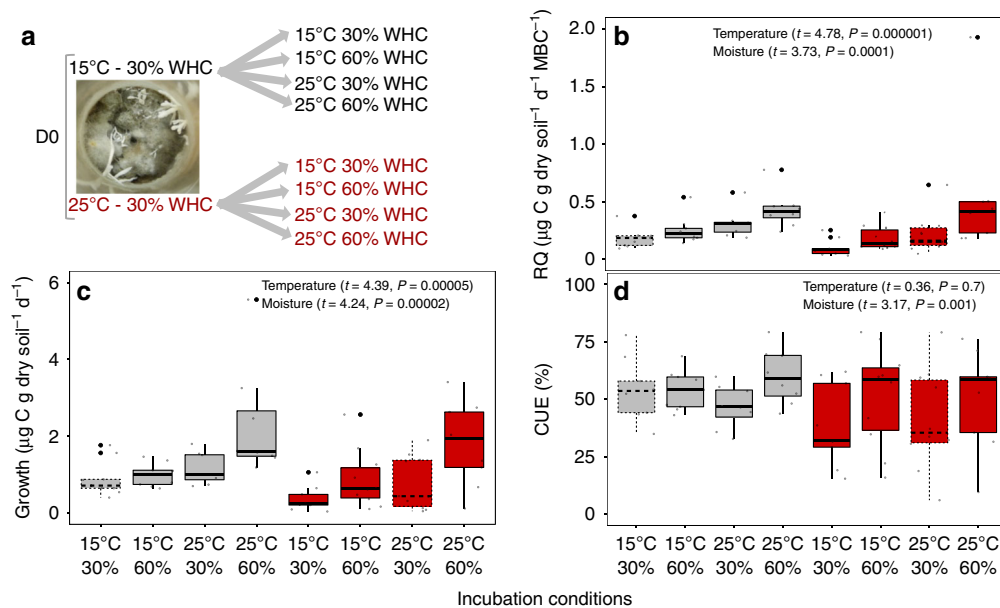 a
D0
15°C - 30% WHC
25°C - 30% WHC
15°C 30% WHC
15°C 60% WHC
25°C 30% WHC
25°C 60% WHC
15°C 30% WHC
15°C 60% WHC
25°C 30% WHC
25°C 60% WHC
b
Temperature (t = 4.78, P = 0.000001)
Moisture (t = 3.73, P = 0.0001)
RQ (µg C g dry soil⁻¹ d⁻¹ MBC⁻¹)
2.0
1.5
1.0
0.5
0
c
Temperature (t = 4.39, P = 0.00005)
Moisture (t = 4.24, P = 0.00002)
Growth (µg C g dry soil⁻¹ d⁻¹)
6
4
2
0
15°C 15°C 25°C 25°C 15°C 15°C 25°C 25°C
30% 60% 30% 60% 30% 60% 30% 60%
d
Temperature (t = 0.36, P = 0.7)
Moisture (t = 3.17, P = 0.001)
CUE (%)
100
75
50
25
0
15°C 15°C 25°C 25°C 15°C 15°C 25°C 25°C
30% 60% 30% 60% 30% 60% 30% 60%
Incubation conditions